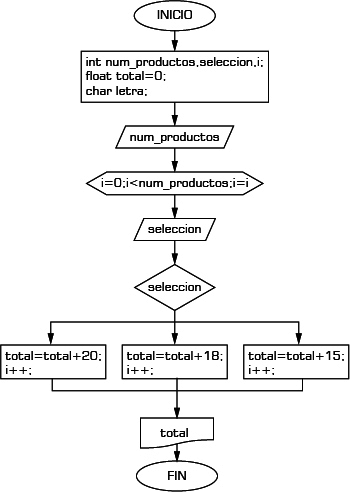 INICIO
int num_productos,seleccion,i;
float total=0;
char letra;
num_productos
i=0;i<num_productos;i=i
seleccion
seleccion
total=total+20;
i++;
total=total+18;
i++;
total=total+15;
i++;
total
FIN